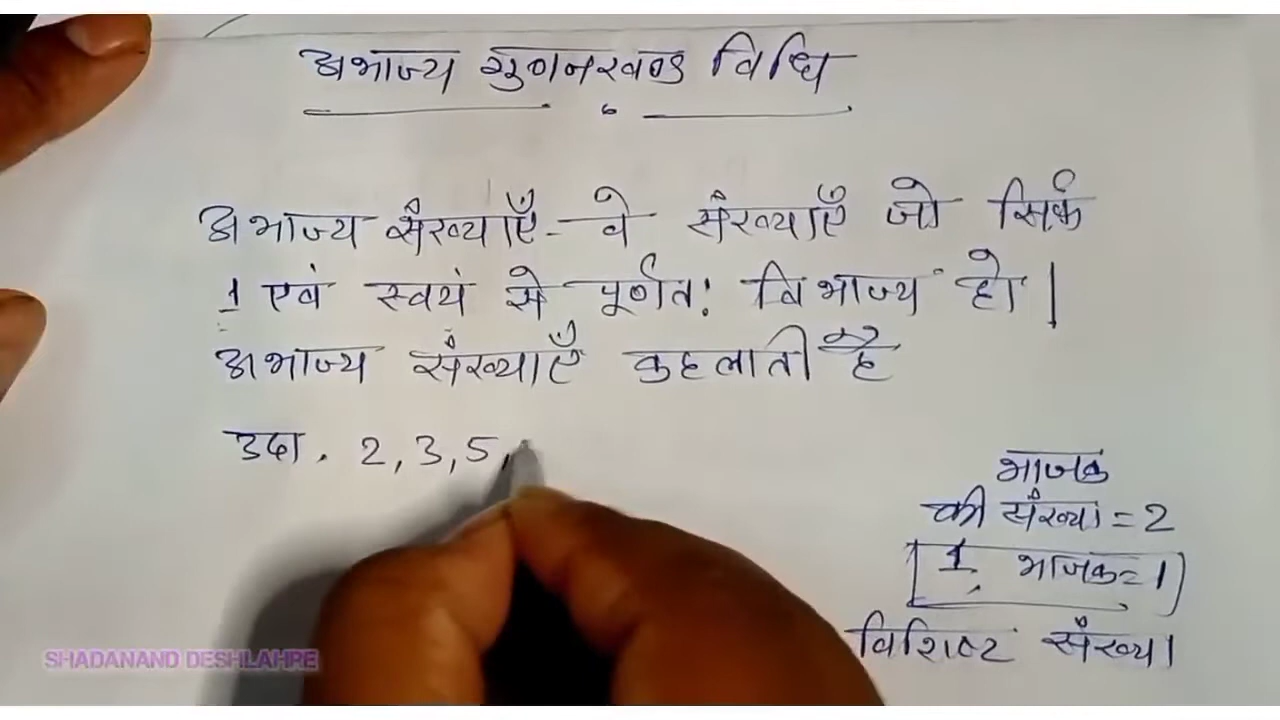 अभाज्य गुणनखण्ड विधि
अभाज्य संख्याएँ - वे संख्याएँ जो सिर्फ
1 एवं स्वयं से पूर्णत: विभाज्य हो |
अभाज्य संख्याएँ कहलाती है
उदा. 2, 3, 5,
भाजक
की संख्या = 2
1, भाजक = 1
विशिष्ट संख्या
SHADANAND DESHLAHRE